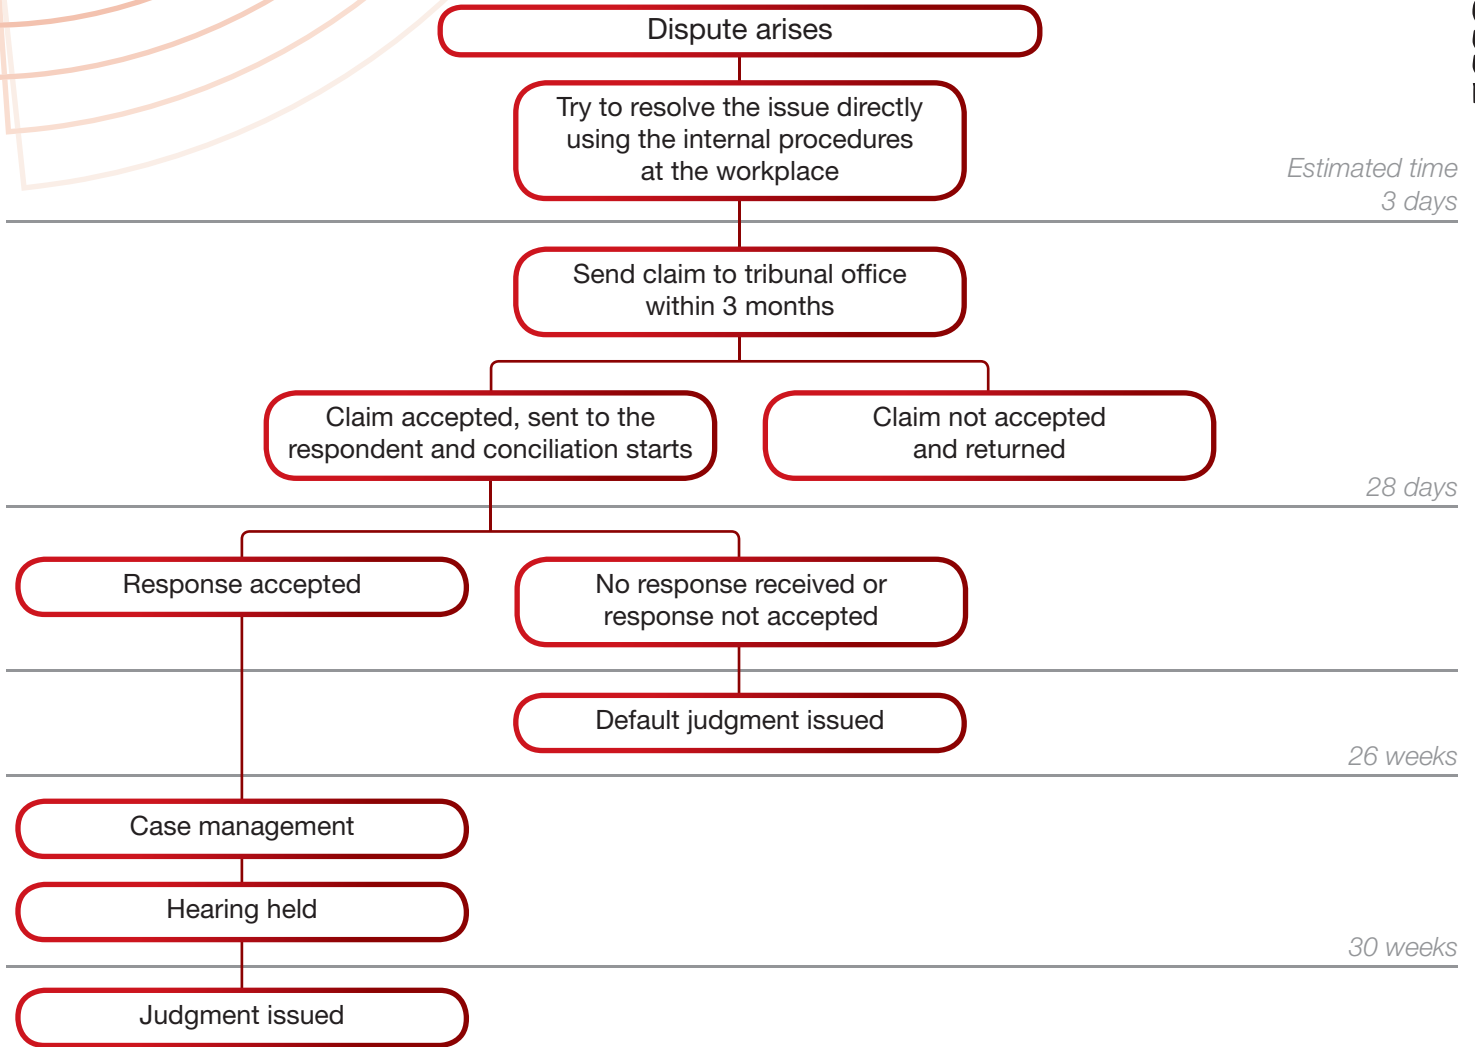 Dispute arises
Try to resolve the issue directly
using the internal procedures
at the workplace
Estimated time
3 days
Send claim to tribunal office
within 3 months
Claim accepted, sent to the
respondent and conciliation starts
Claim not accepted
and returned
28 days
Response accepted
No response received or
response not accepted
Default judgment issued
26 weeks
Case management
Hearing held
30 weeks
Judgment issued